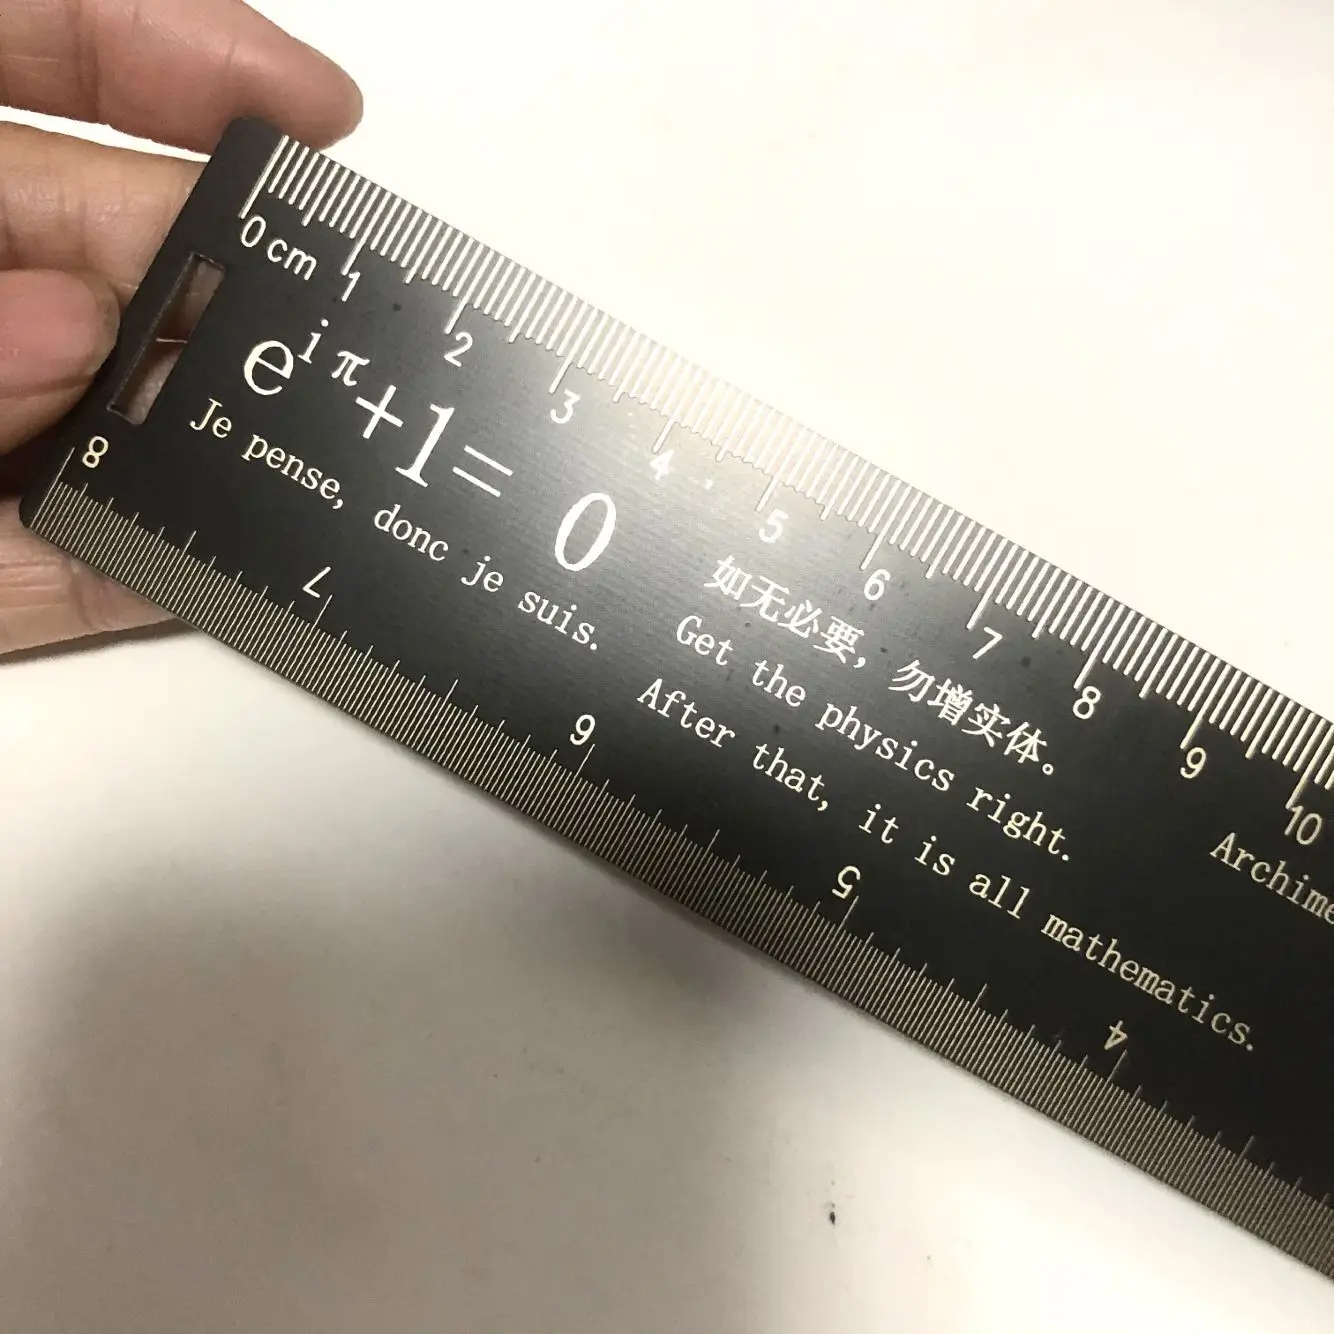 0 cm 1 2 3 4 5 6 7 8 9 10
e^{iπ}+1= 0
Je pense, donc je suis.
如无必要，勿增实体。
Get the physics right.
After that, it is all mathematics.
Archime
8 7 6 5 4